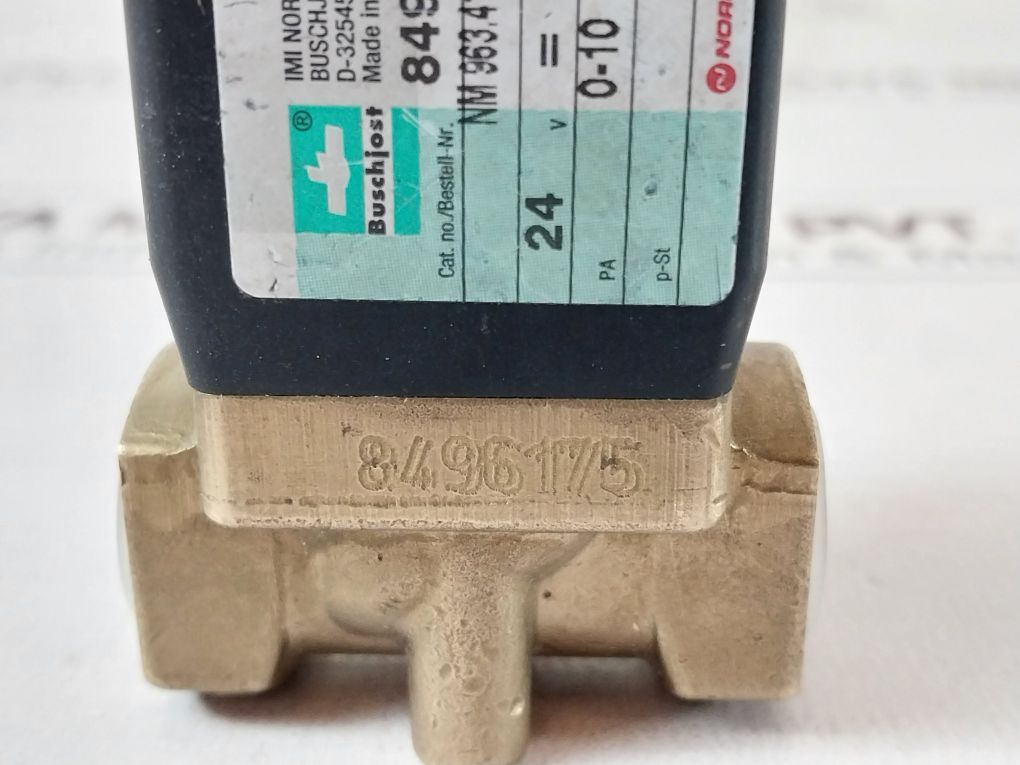 IMI NOR
BUSCHJ
D-32545
Made in
849
®
Buschjost
Cat. no./Bestell-Nr.
NM 963.4
24 V =
PA 0-10
p-St
NOR
8496175